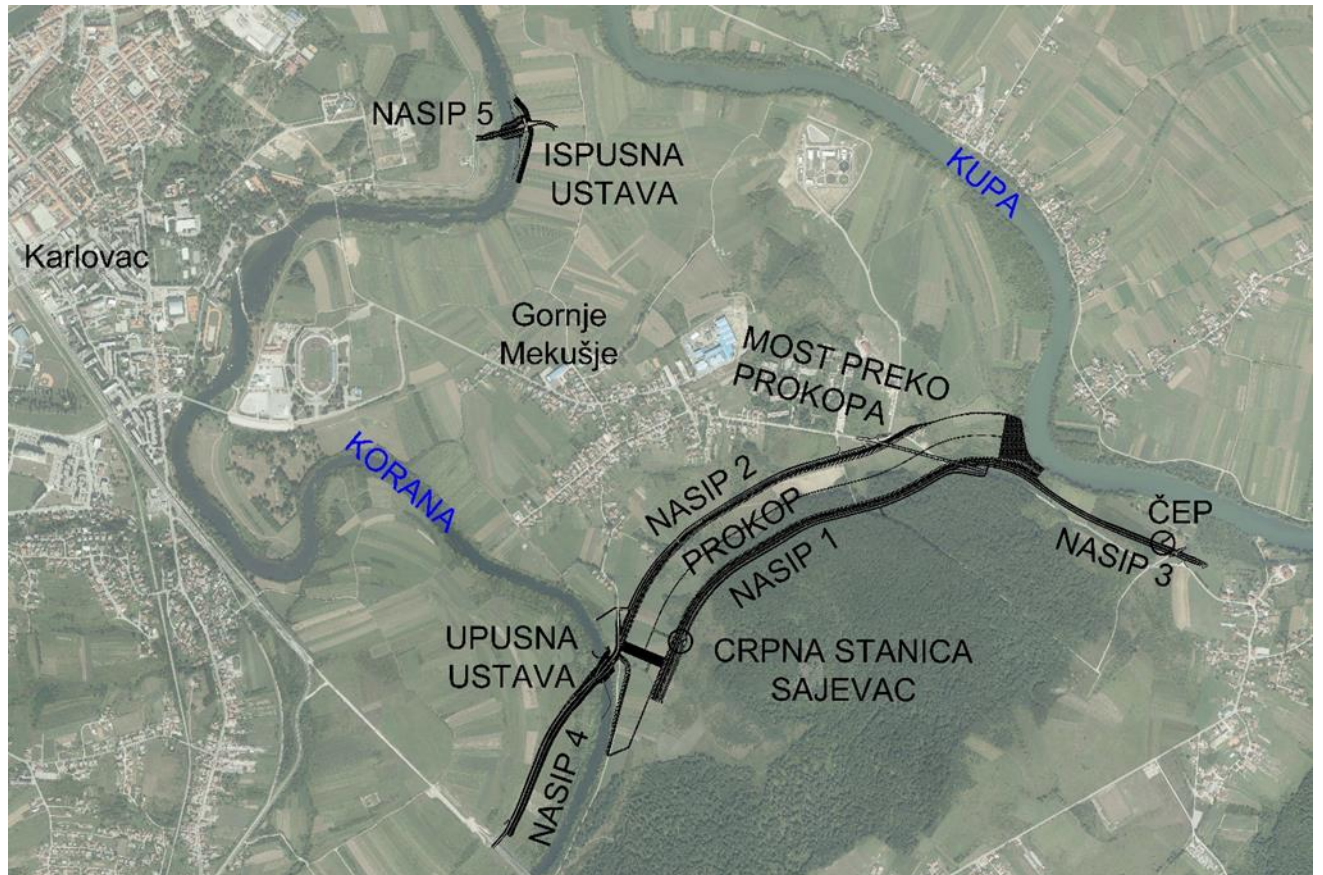 NASIP 5
ISPUSNA
USTAVA
KUPA
Karlovac
Gornje
Mekušje
MOST PREKO
PROKOPA
KORANA
NASIP 2
PROKOP
NASIP 1
ČEP
NASIP 3
UPUSNA
USTAVA
CRPNA STANICA
SAJEVAC
NASIP 4